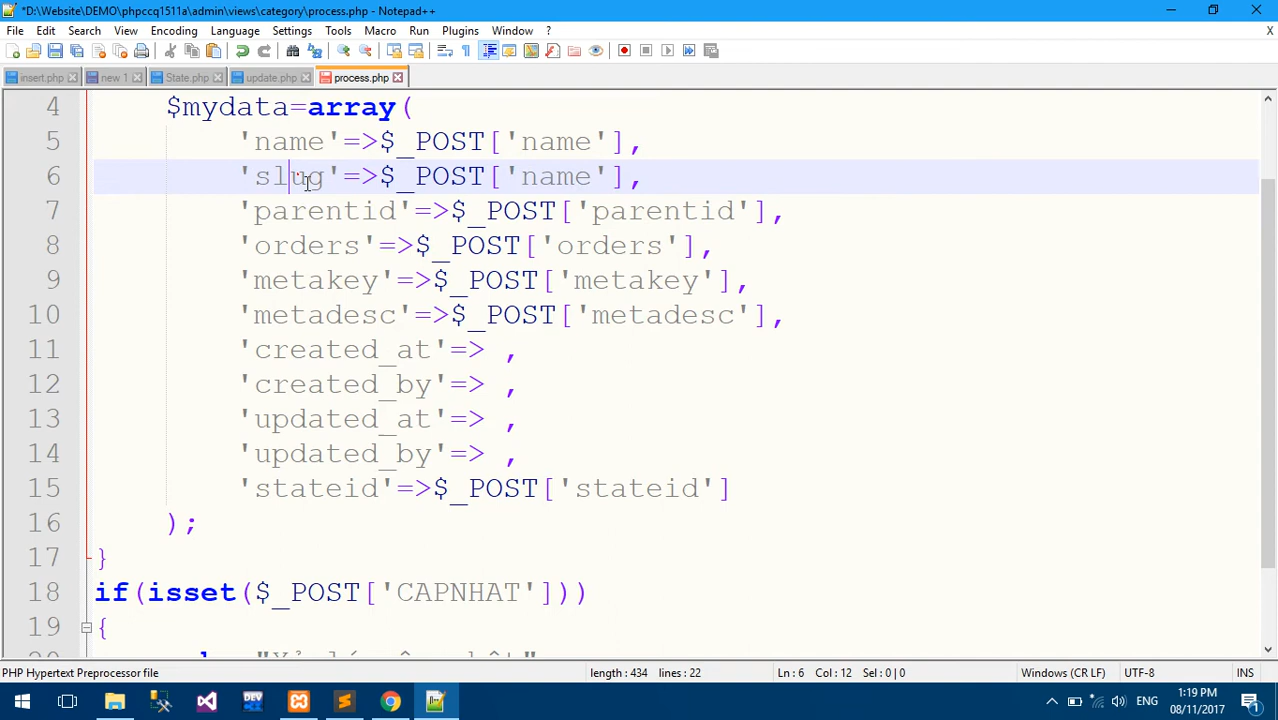 *D:\Website\DEMO\phpccq1511a\admin\views\category\process.php - Notepad++
File Edit Search View Encoding Language Settings Tools Macro Run Plugins Window ? X
insert.php new 1 State.php update.php process.php
4 $mydata=array(
5 'name'=>$_POST['name'],
6 'slug'=>$_POST['name'],
7 'parentid'=>$_POST['parentid'],
8 'orders'=>$_POST['orders'],
9 'metakey'=>$_POST['metakey'],
10 'metadesc'=>$_POST['metadesc'],
11 'created_at'=> ,
12 'created_by'=> ,
13 'updated_at'=> ,
14 'updated_by'=> ,
15 'stateid'=>$_POST['stateid']
16 );
17 }
18 if(isset($_POST['CAPNHAT']))
19 {
PHP Hypertext Preprocessor file length : 434 lines : 22 Ln : 6 Col : 12 Sel : 0 | 0 Windows (CR LF) UTF-8 INS
ENG 1:19 PM
08/11/2017